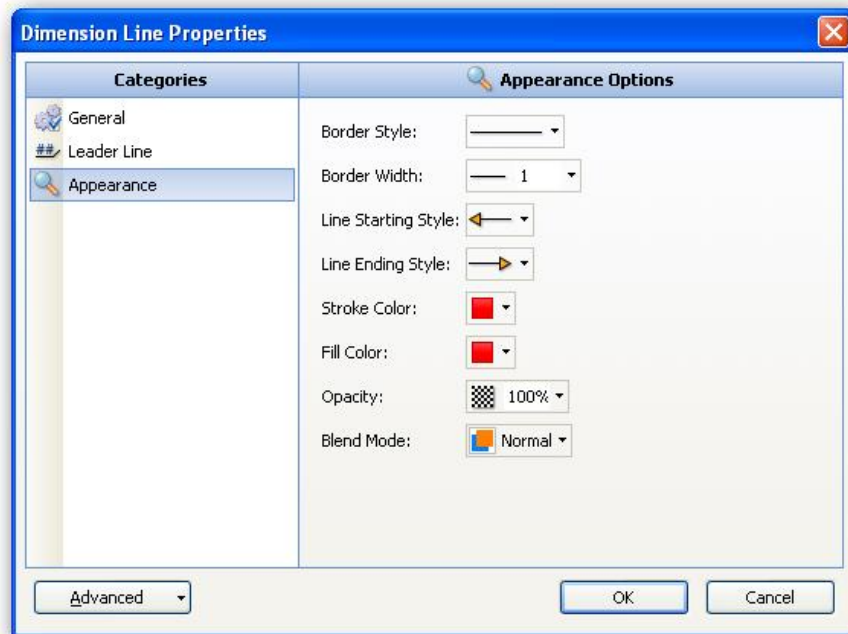 Dimension Line Properties
Categories
Appearance Options
General
Leader Line
Appearance
Border Style:
Border Width: 1
Line Starting Style:
Line Ending Style:
Stroke Color:
Fill Color:
Opacity: 100%
Blend Mode: Normal
Advanced
OK
Cancel